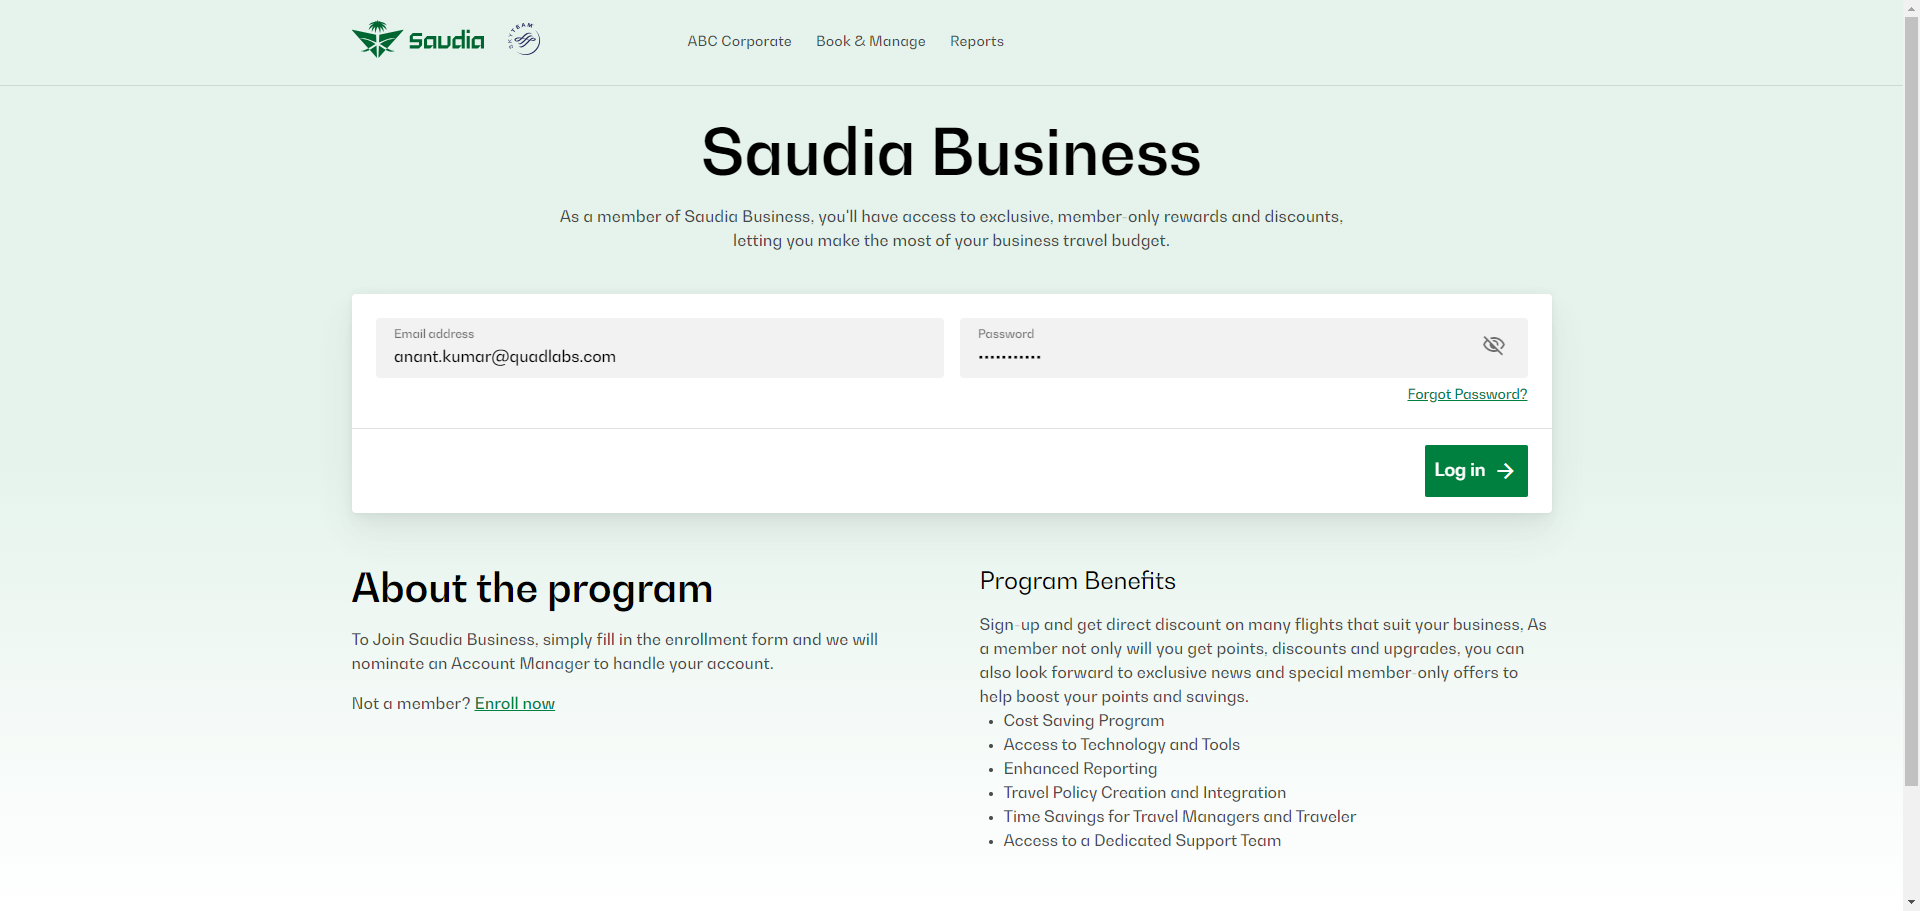 Saudia
SKYTEAM
ABC Corporate
Book & Manage
Reports
Saudia Business
As a member of Saudia Business, you'll have access to exclusive, member-only rewards and discounts,
letting you make the most of your business travel budget.
Email address
anant.kumar@quadlabs.com
Password
Forgot Password?
Log in
About the program
To Join Saudia Business, simply fill in the enrollment form and we will
nominate an Account Manager to handle your account.
Not a member? Enroll now
Program Benefits
Sign-up and get direct discount on many flights that suit your business, As
a member not only will you get points, discounts and upgrades, you can
also look forward to exclusive news and special member-only offers to
help boost your points and savings.
• Cost Saving Program
• Access to Technology and Tools
• Enhanced Reporting
• Travel Policy Creation and Integration
• Time Savings for Travel Managers and Traveler
• Access to a Dedicated Support Team